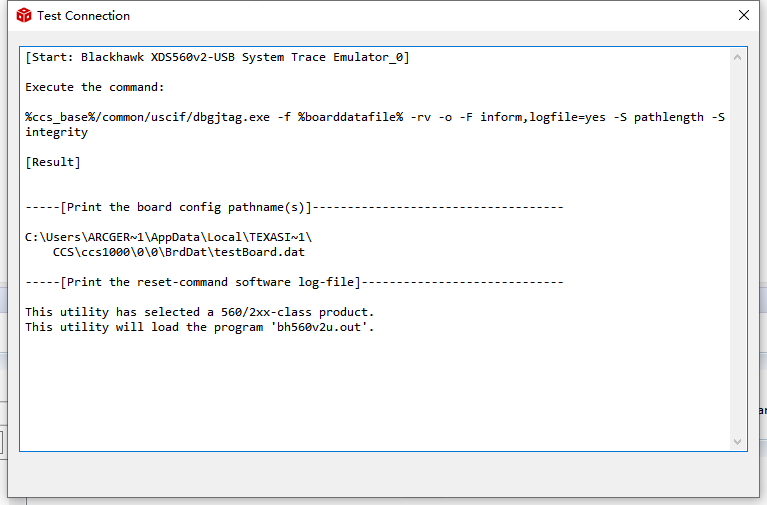 Test Connection
[Start: Blackhawk XDS560v2-USB System Trace Emulator_0]
Execute the command:
%ccs_base%/common/uscif/dbgjtag.exe -f %boarddatafile% -rv -o -F inform,logfile=yes -S pathlength -S
integrity
[Result]
-----[Print the board config pathname(s)]------------------------------------
C:\Users\ARCGER~1\AppData\Local\TEXASI~1\
CCS\ccs1000\0\0\BrdDat\testBoard.dat
-----[Print the reset-command software log-file]-----------------------------
This utility has selected a 560/2xx-class product.
This utility will load the program 'bh560v2u.out'.